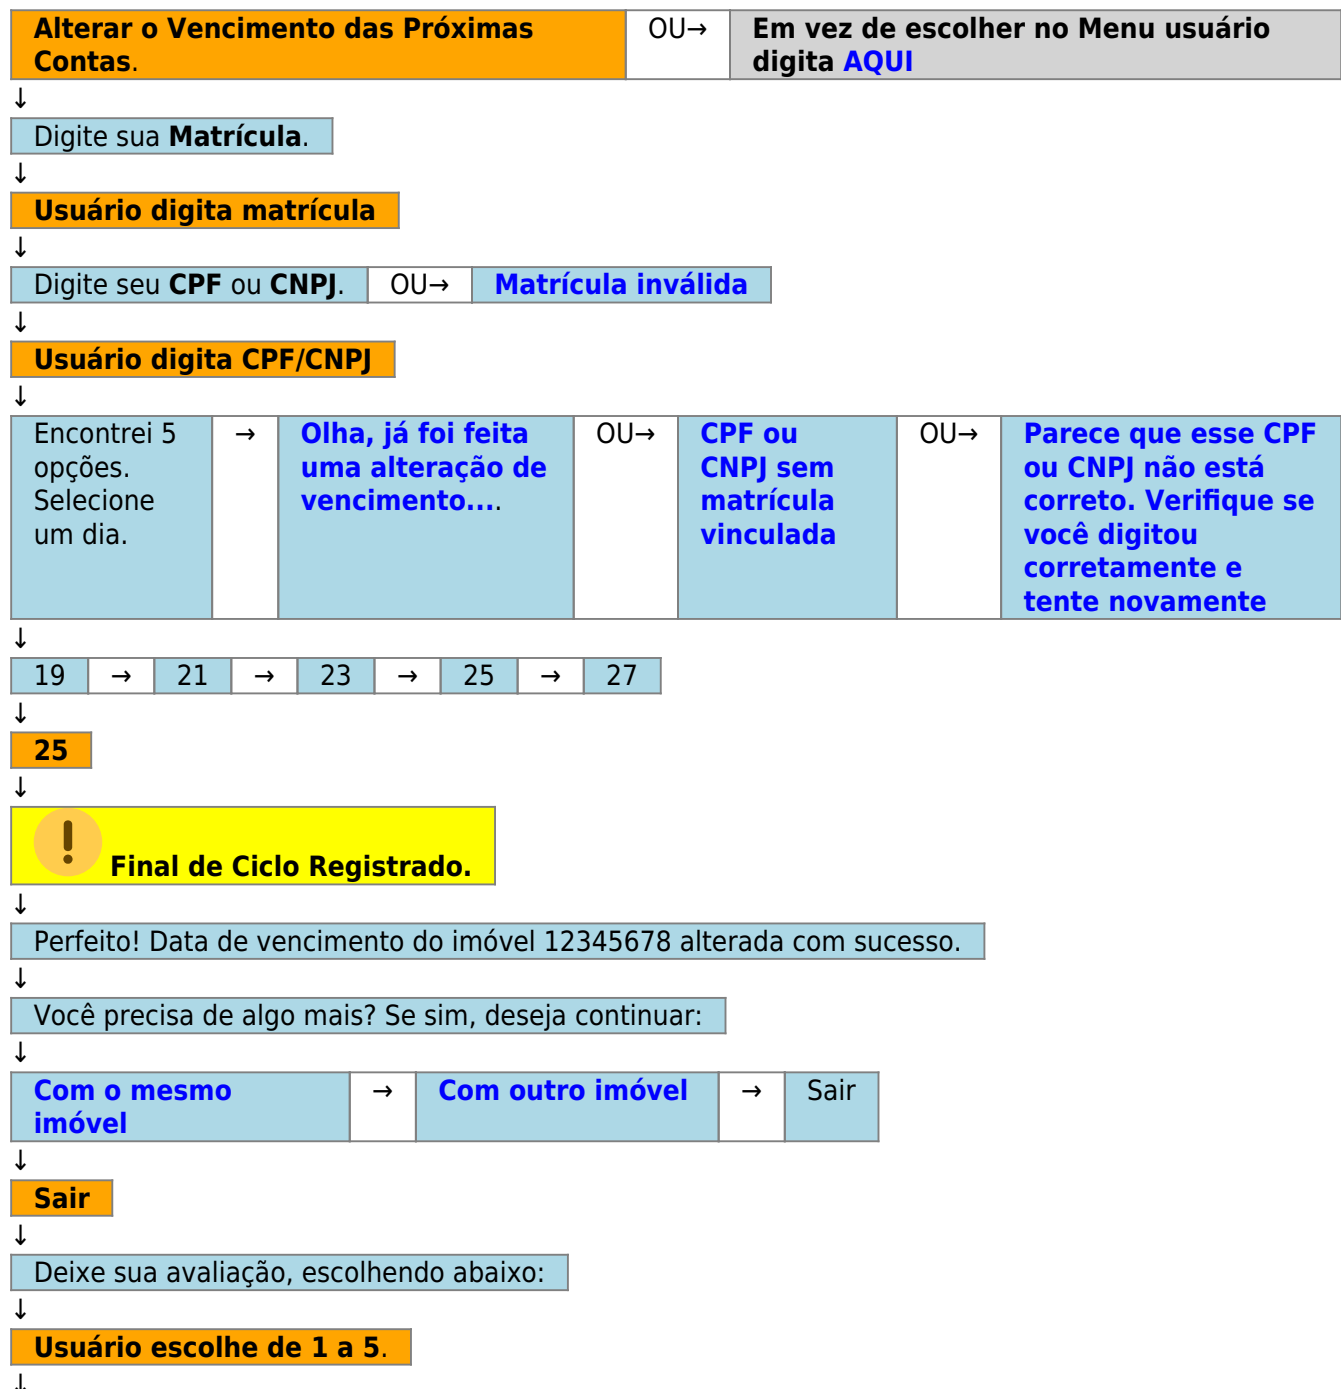 Alterar o Vencimento das Próximas Contas. OU→ Em vez de escolher no Menu usuário digita AQUI
↓
Digite sua Matrícula.
↓
Usuário digita matrícula
↓
Digite seu CPF ou CNPJ. OU→ Matrícula inválida
↓
Usuário digita CPF/CNPJ
↓
Encontrei 5 opções. Selecione um dia. → Olha, já foi feita uma alteração de vencimento.... OU→ CPF ou CNPJ sem matrícula vinculada OU→ Parece que esse CPF ou CNPJ não está correto. Verifique se você digitou corretamente e tente novamente
↓
19 → 21 → 23 → 25 → 27
↓
25
↓
Final de Ciclo Registrado.
↓
Perfeito! Data de vencimento do imóvel 12345678 alterada com sucesso.
↓
Você precisa de algo mais? Se sim, deseja continuar:
↓
Com o mesmo imóvel → Com outro imóvel → Sair
↓
Sair
↓
Deixe sua avaliação, escolhendo abaixo:
↓
Usuário escolhe de 1 a 5.
↓